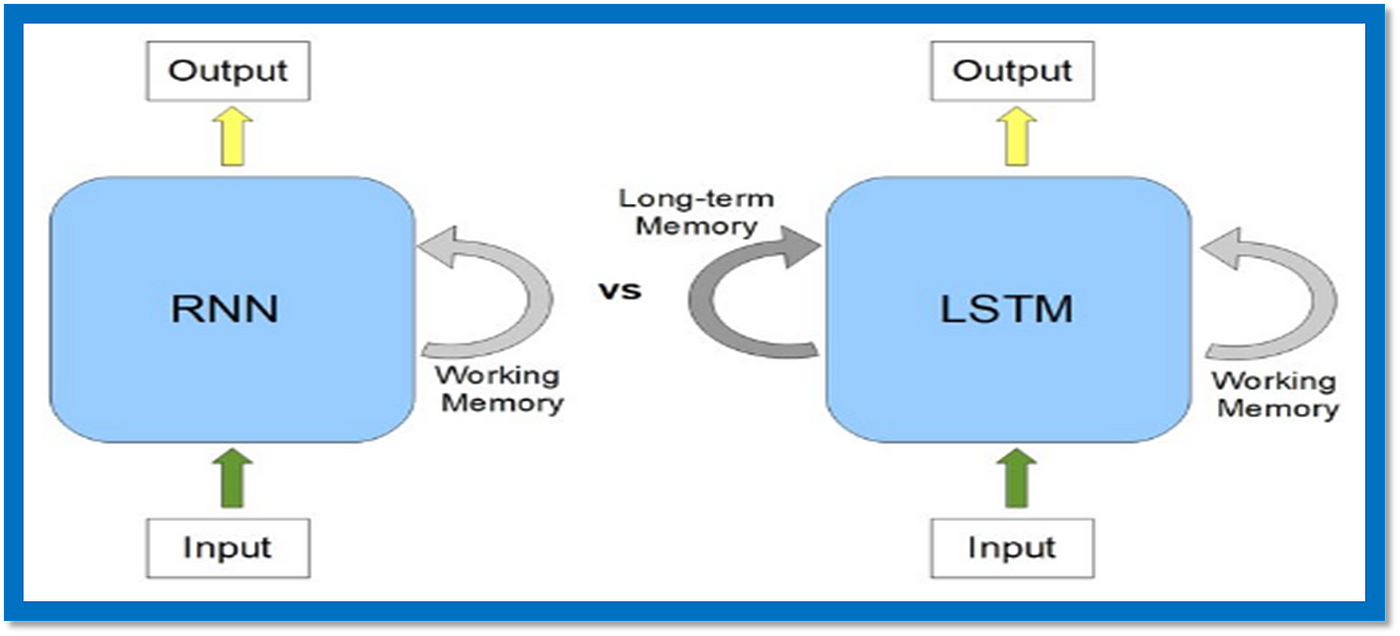 Output
RNN
Working
Memory
Input
vs
Output
Long-term
Memory
LSTM
Working
Memory
Input